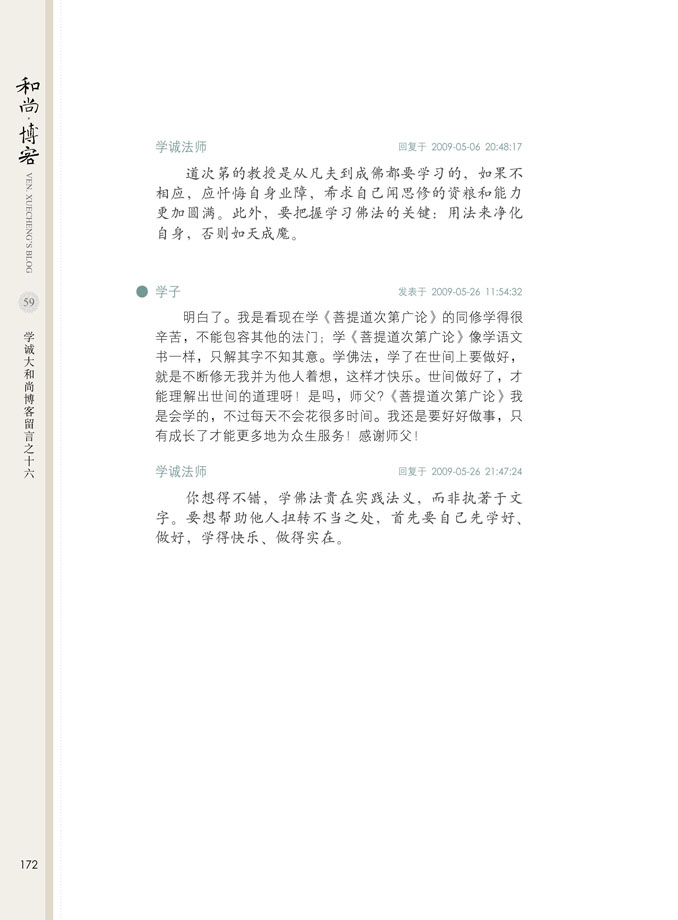 和尚·博客
VEN. XUECHENG'S BLOG
59
学诚大和尚博客留言之十六
学诚法师 回复于 2009-05-06 20:48:17
道次第的教授是从凡夫到成佛都要学习的，如果不
相应，应忏悔自身业障，希求自己闻思修的资粮和能力
更加圆满。此外，要把握学习佛法的关键：用法来净化
自身，否则如天成魔。
学子 发表于 2009-05-26 11:54:32
明白了。我是看现在学《菩提道次第广论》的同修学得很
辛苦，不能包容其他的法门；学《菩提道次第广论》像学语文
书一样，只解其字不知其意。学佛法，学了在世间上要做好，
就是不断修无我并为他人着想，这样才快乐。世间做好了，才
能理解出世间的道理呀！是吗，师父？《菩提道次第广论》我
是会学的，不过每天不会花很多时间。我还是要好好做事，只
有成长了才能更多地为众生服务！感谢师父！
学诚法师 回复于 2009-05-26 21:47:24
你想得不错，学佛法贵在实践法义，而非执著于文
字。要想帮助他人扭转不当之处，首先要自己先学好、
做好，学得快乐、做得实在。
172